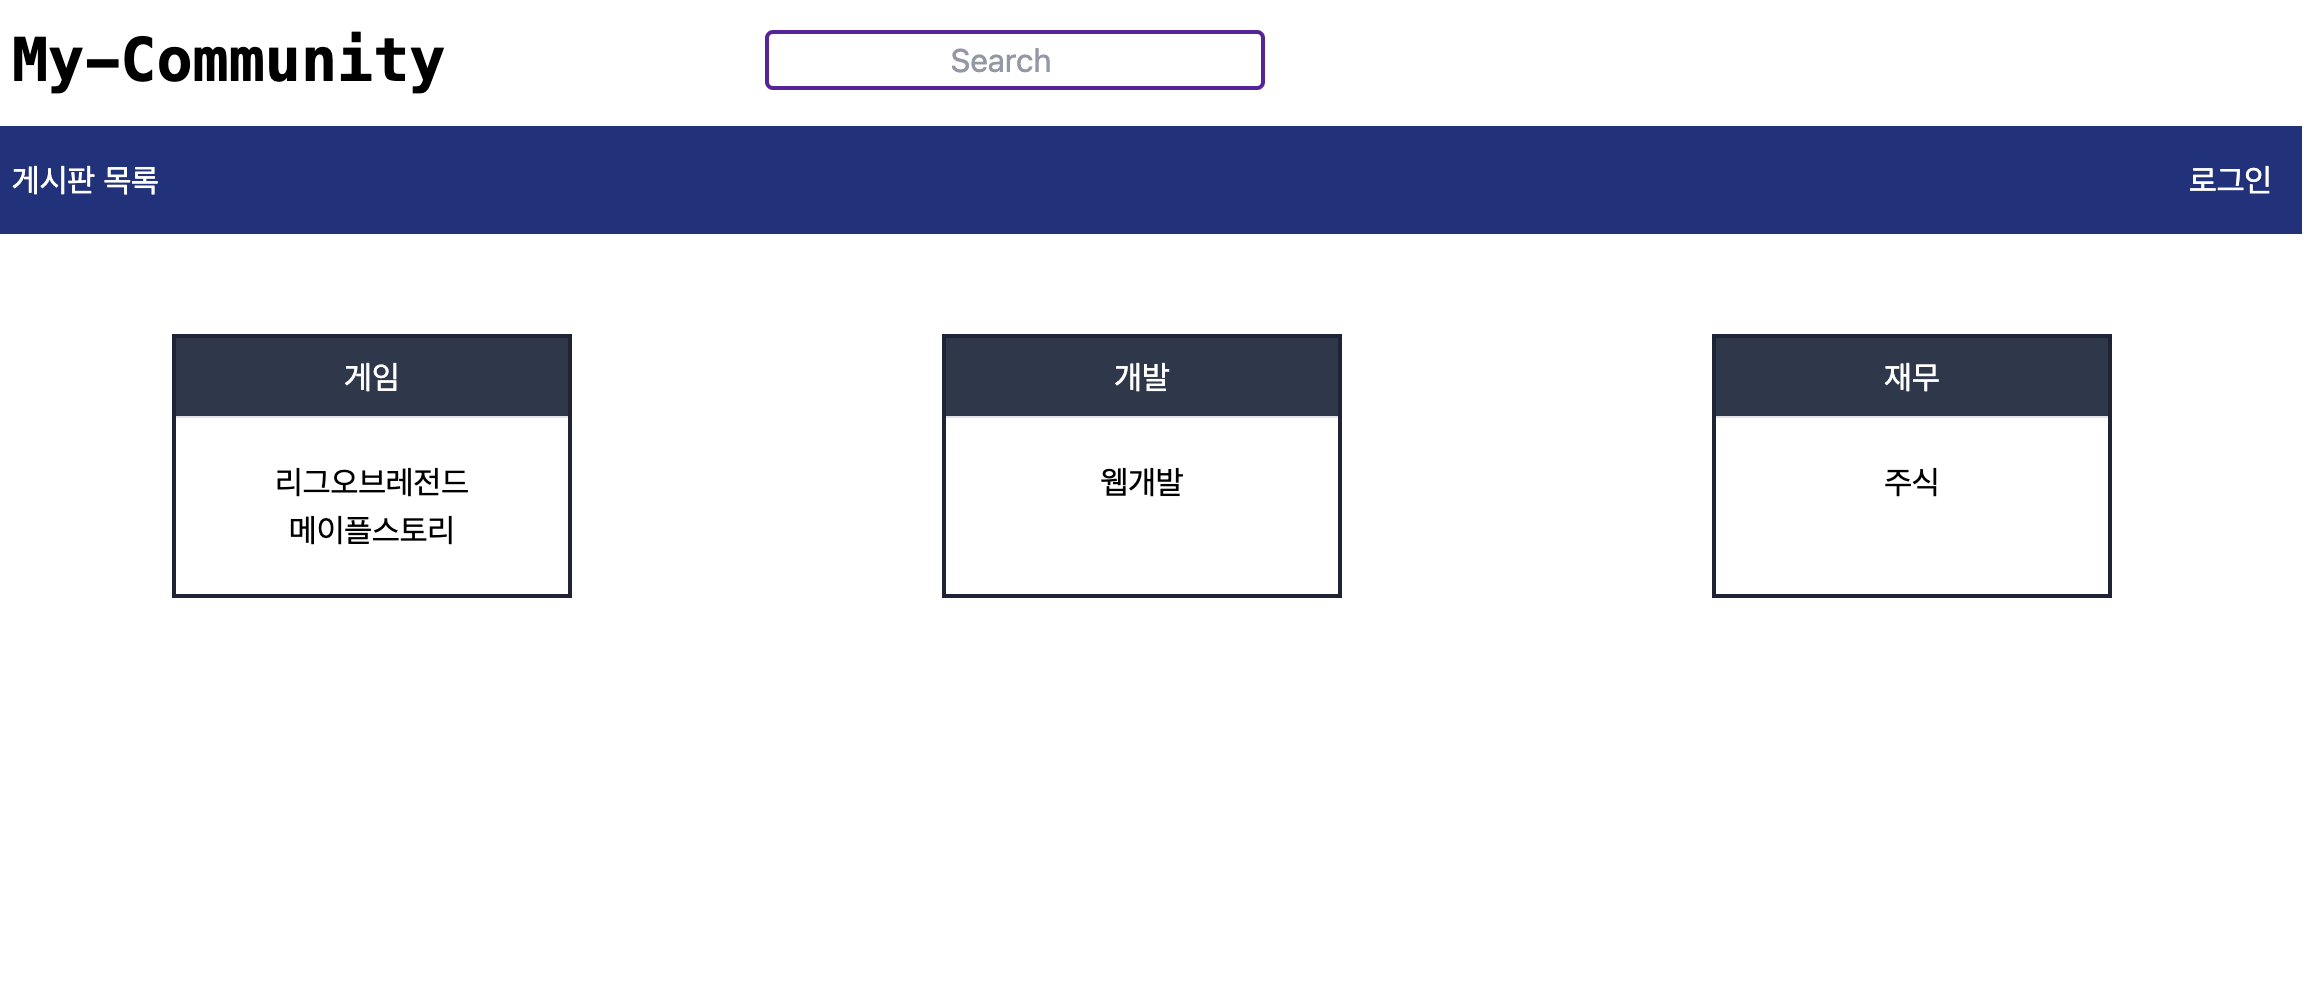 My-Community
Search
게시판 목록
로그인
게임
리그오브레전드
메이플스토리
개발
웹개발
재무
주식